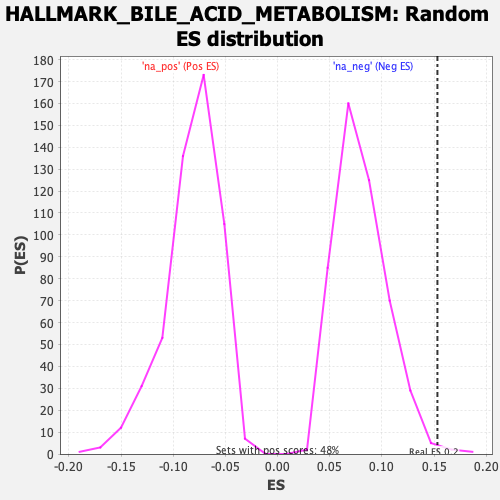 HALLMARK_BILE_ACID_METABOLISM: Random
ES distribution
'na_pos' (Pos ES)
'na_neg' (Neg ES)
180
170
160
150
140
130
120
110
100
90
80
70
60
50
40
30
20
10
0
P(ES)
Sets with pos scores: 48%
Real ES 0.2
-0.20 -0.15 -0.10 -0.05 0.00 0.05 0.10 0.15 0.20
ES